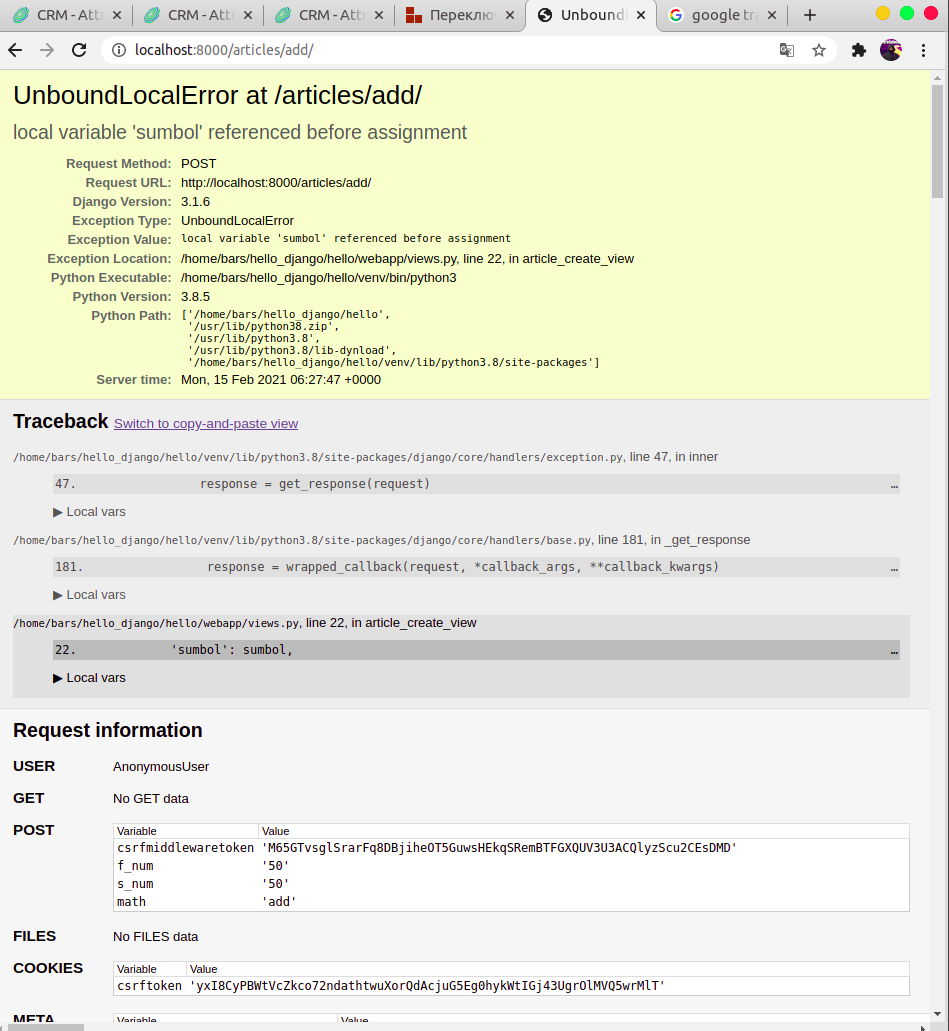 CRM - Attr
CRM - Attr
CRM - Attr
Переклю
Unbound
google tra
localhost:8000/articles/add/
UnboundLocalError at /articles/add/
local variable 'sumbol' referenced before assignment
Request Method: POST
Request URL: http://localhost:8000/articles/add/
Django Version: 3.1.6
Exception Type: UnboundLocalError
Exception Value: local variable 'sumbol' referenced before assignment
Exception Location: /home/bars/hello_django/hello/webapp/views.py, line 22, in article_create_view
Python Executable: /home/bars/hello_django/hello/venv/bin/python3
Python Version: 3.8.5
Python Path: ['/home/bars/hello_django/hello',
'/usr/lib/python38.zip',
'/usr/lib/python3.8',
'/usr/lib/python3.8/lib-dynload',
'/home/bars/hello_django/hello/venv/lib/python3.8/site-packages']
Server time: Mon, 15 Feb 2021 06:27:47 +0000
Traceback Switch to copy-and-paste view
/home/bars/hello_django/hello/venv/lib/python3.8/site-packages/django/core/handlers/exception.py, line 47, in inner
47. response = get_response(request) …
▶ Local vars
/home/bars/hello_django/hello/venv/lib/python3.8/site-packages/django/core/handlers/base.py, line 181, in _get_response
181. response = wrapped_callback(request, *callback_args, **callback_kwargs) …
▶ Local vars
/home/bars/hello_django/hello/webapp/views.py, line 22, in article_create_view
22. 'sumbol': sumbol, …
▶ Local vars
Request information
USER AnonymousUser
GET No GET data
POST Variable Value
csrfmiddlewaretoken 'M65GTvsglSrarFq8DBjiheOT5GuwsHEkqSRemBTFGXQUV3U3ACQlyzScu2CEsDMD'
f_num '50'
s_num '50'
math 'add'
FILES No FILES data
COOKIES Variable Value
csrftoken 'yxI8CyPBWtVcZkco72ndathtwuXorQdAcjuG5Eg0hykWtIGj43UgrOlMVQ5wrMlT'
META Variable Value